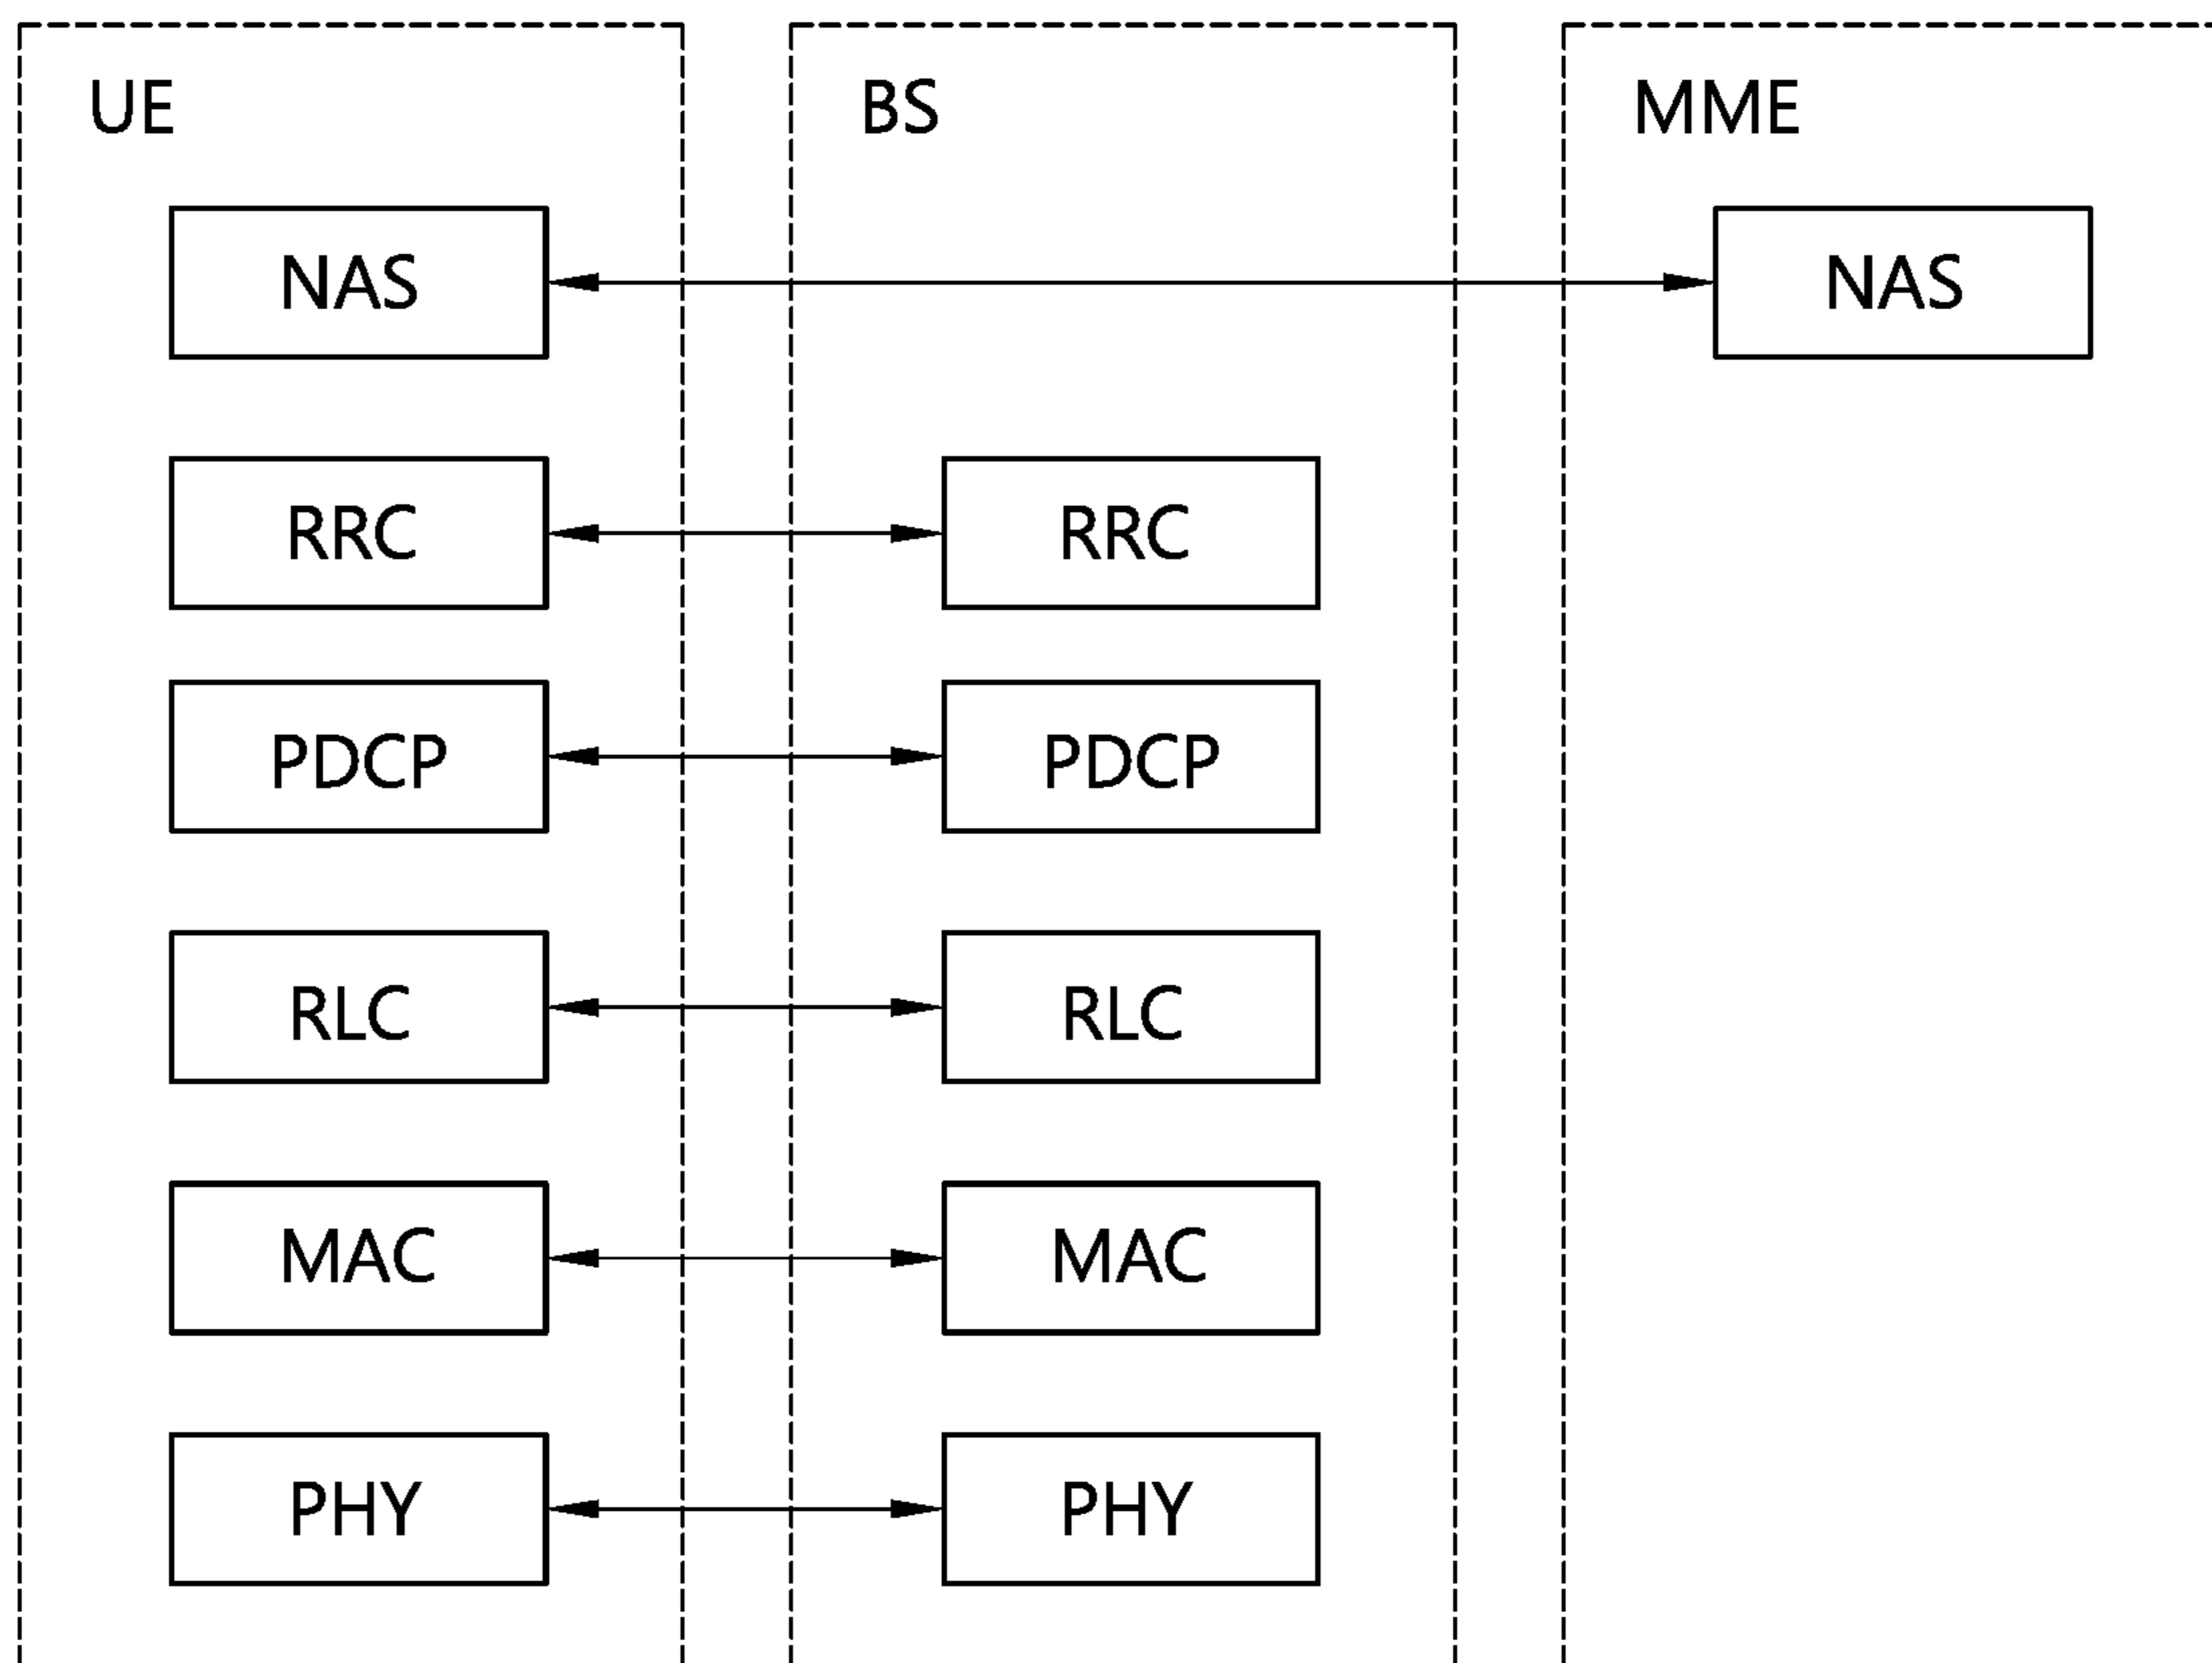 UE BS MME
NAS NAS
RRC RRC
PDCP PDCP
RLC RLC
MAC MAC
PHY PHY